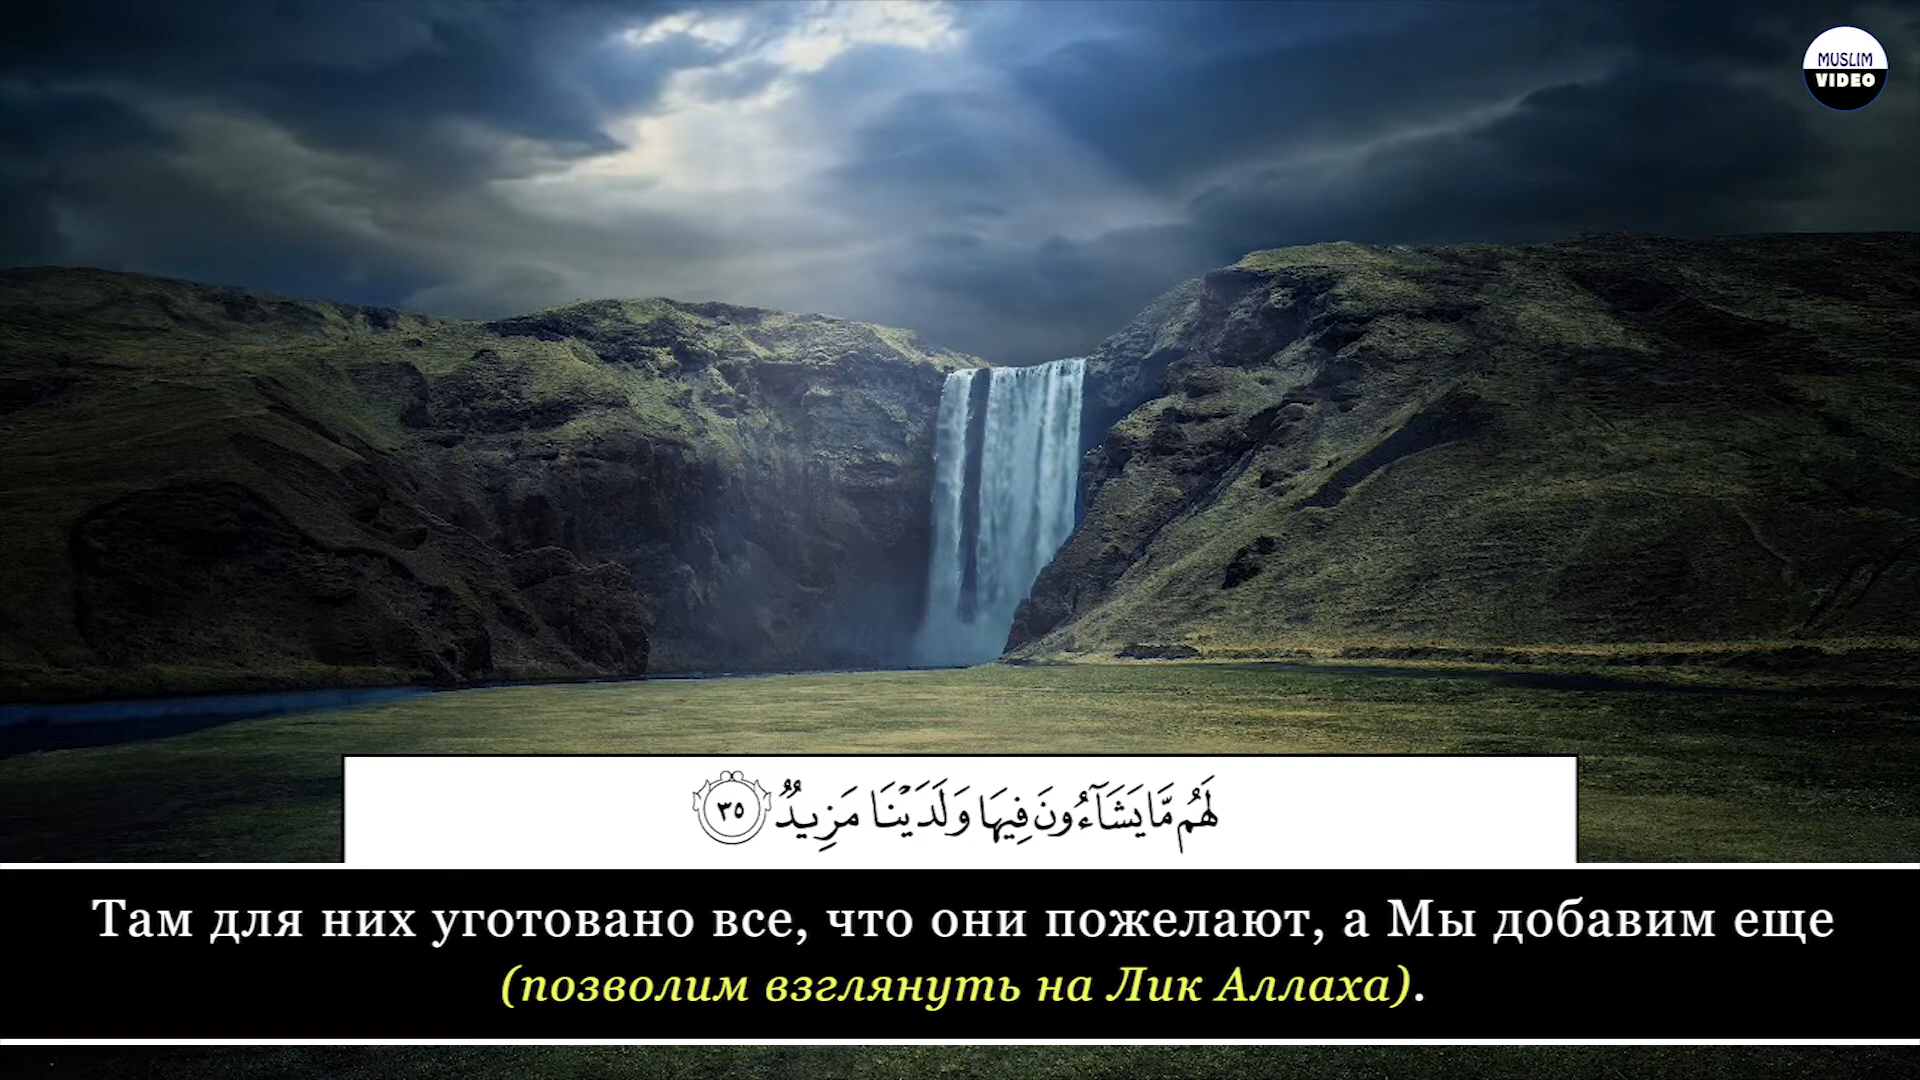 MUSLIM
VIDEO
لَهُم مَّا يَشَآءُونَ فِيهَا وَلَدَيْنَا مَزِيدٌ ٣٥
Там для них уготовано все, что они пожелают, а Мы добавим еще
(позволим взглянуть на Лик Аллаха).